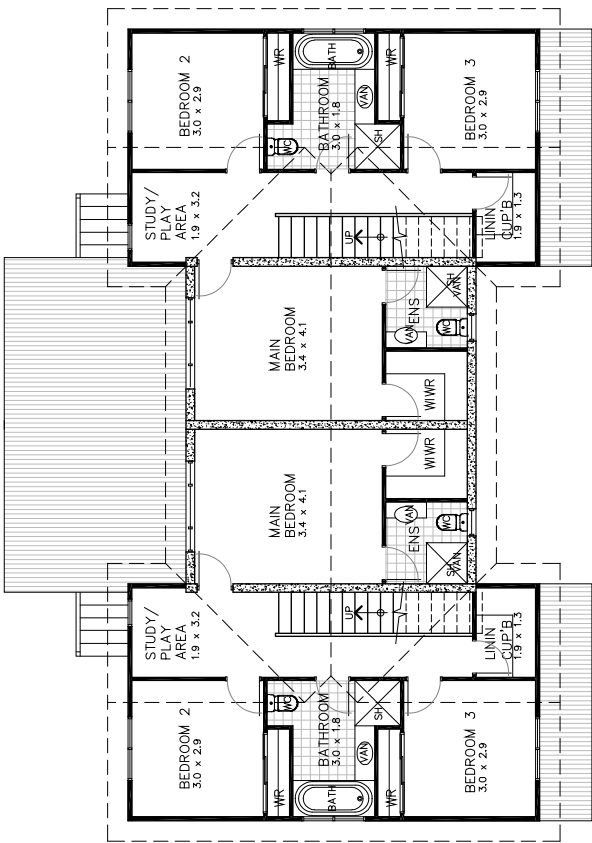 BEDROOM 2
3.0 x 2.9
WR
BATH
BATHROOM
3.0 x 1.8
VAN
WC
SH
WR
BEDROOM 3
3.0 x 2.9
STUDY/
PLAY
AREA
1.9 x 3.2
UP
LININ
CUP'B
1.9 x 1.3
MAIN
BEDROOM
3.4 x 4.1
ENS
VAN
WC
SH
VAN
WIWR
MAIN
BEDROOM
3.4 x 4.1
WIWR
ENS
VAN
WC
SH
VAN
STUDY/
PLAY
AREA
1.9 x 3.2
UP
LININ
CUP'B
1.9 x 1.3
BEDROOM 2
3.0 x 2.9
WR
WC
BATHROOM
3.0 x 1.8
SH
VAN
BATH
WR
BEDROOM 3
3.0 x 2.9